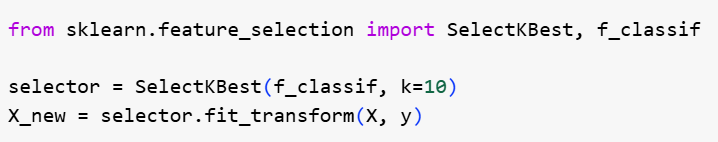 from sklearn.feature_selection import SelectKBest, f_classif
selector = SelectKBest(f_classif, k=10)
X_new = selector.fit_transform(X, y)